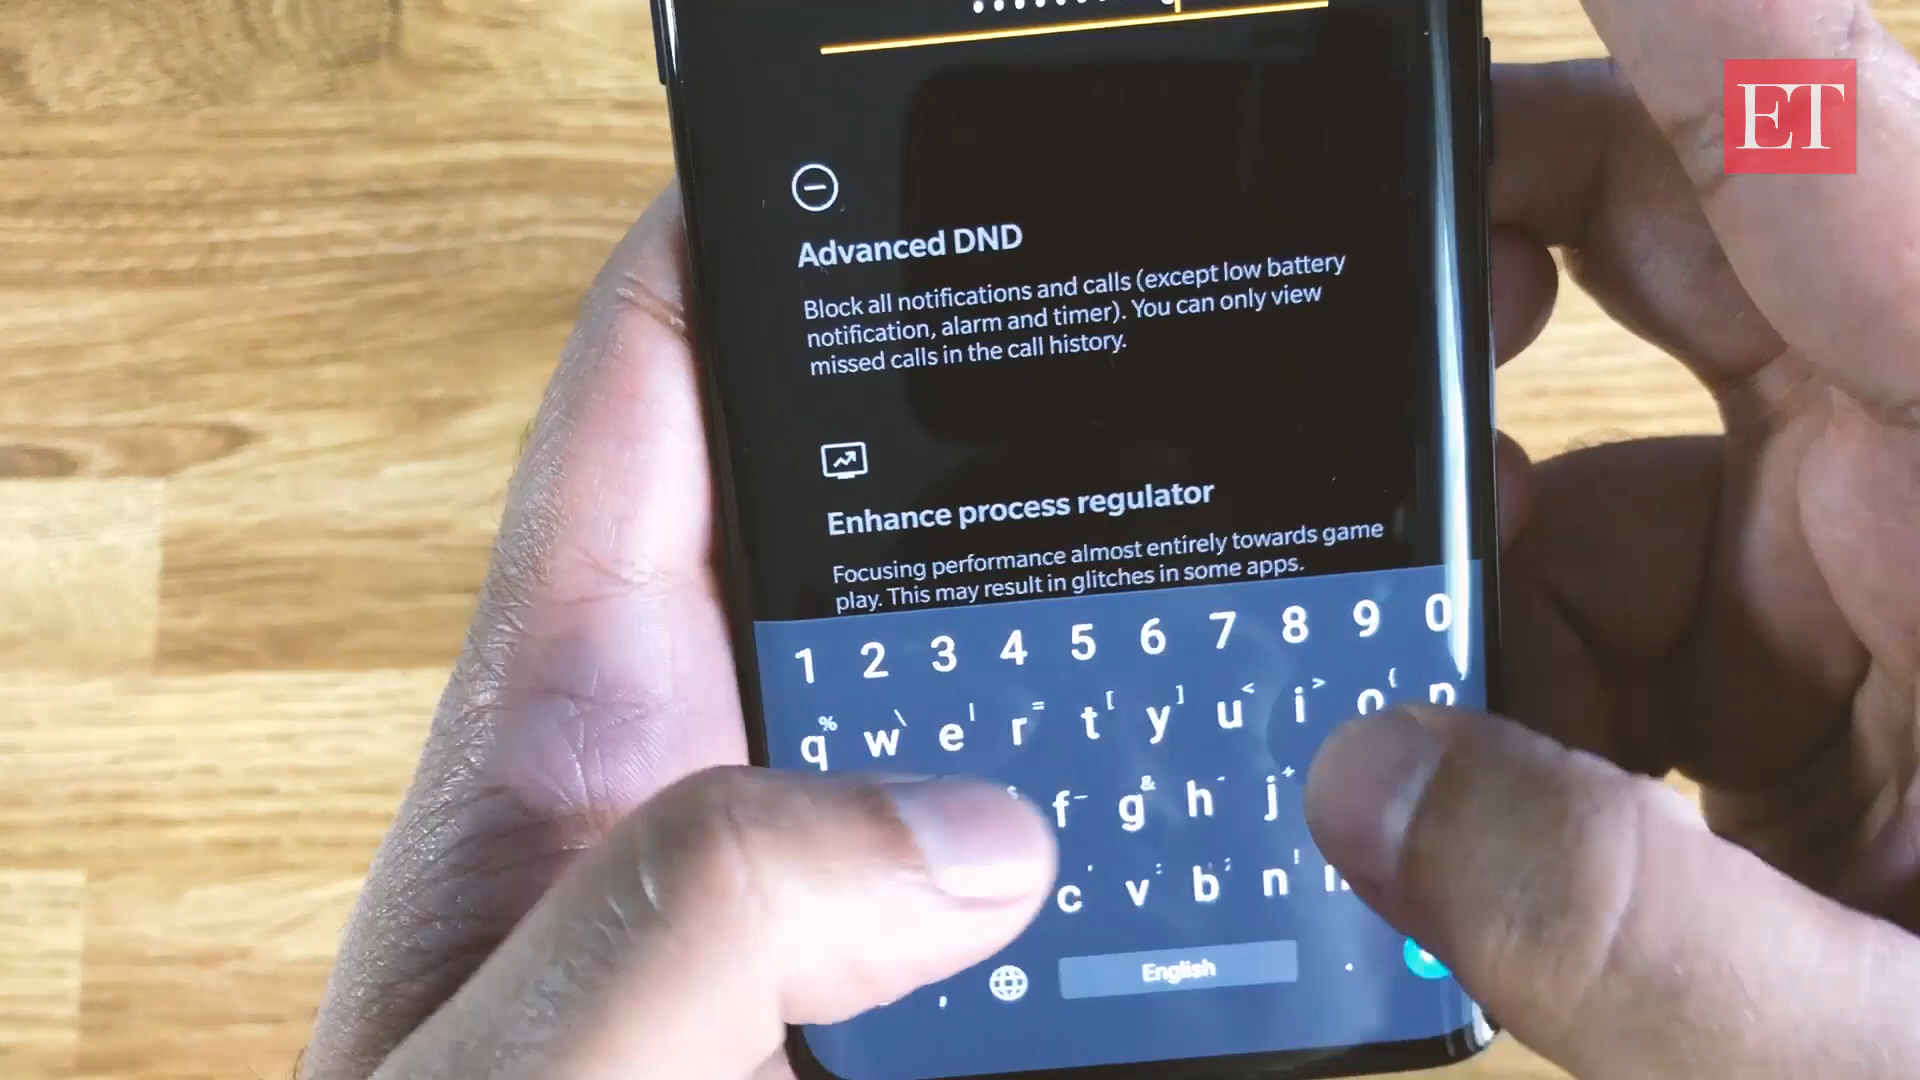 ET
Advanced DND
Block all notifications and calls (except low battery
notification, alarm and timer). You can only view
missed calls in the call history.
Enhance process regulator
Focusing performance almost entirely towards game
play. This may result in glitches in some apps.
1 2 3 4 5 6 7 8 9 0
% \ | = [ ] < > {
q w e r t y u i o p
- & - +
f g h j
c v b n
, English .